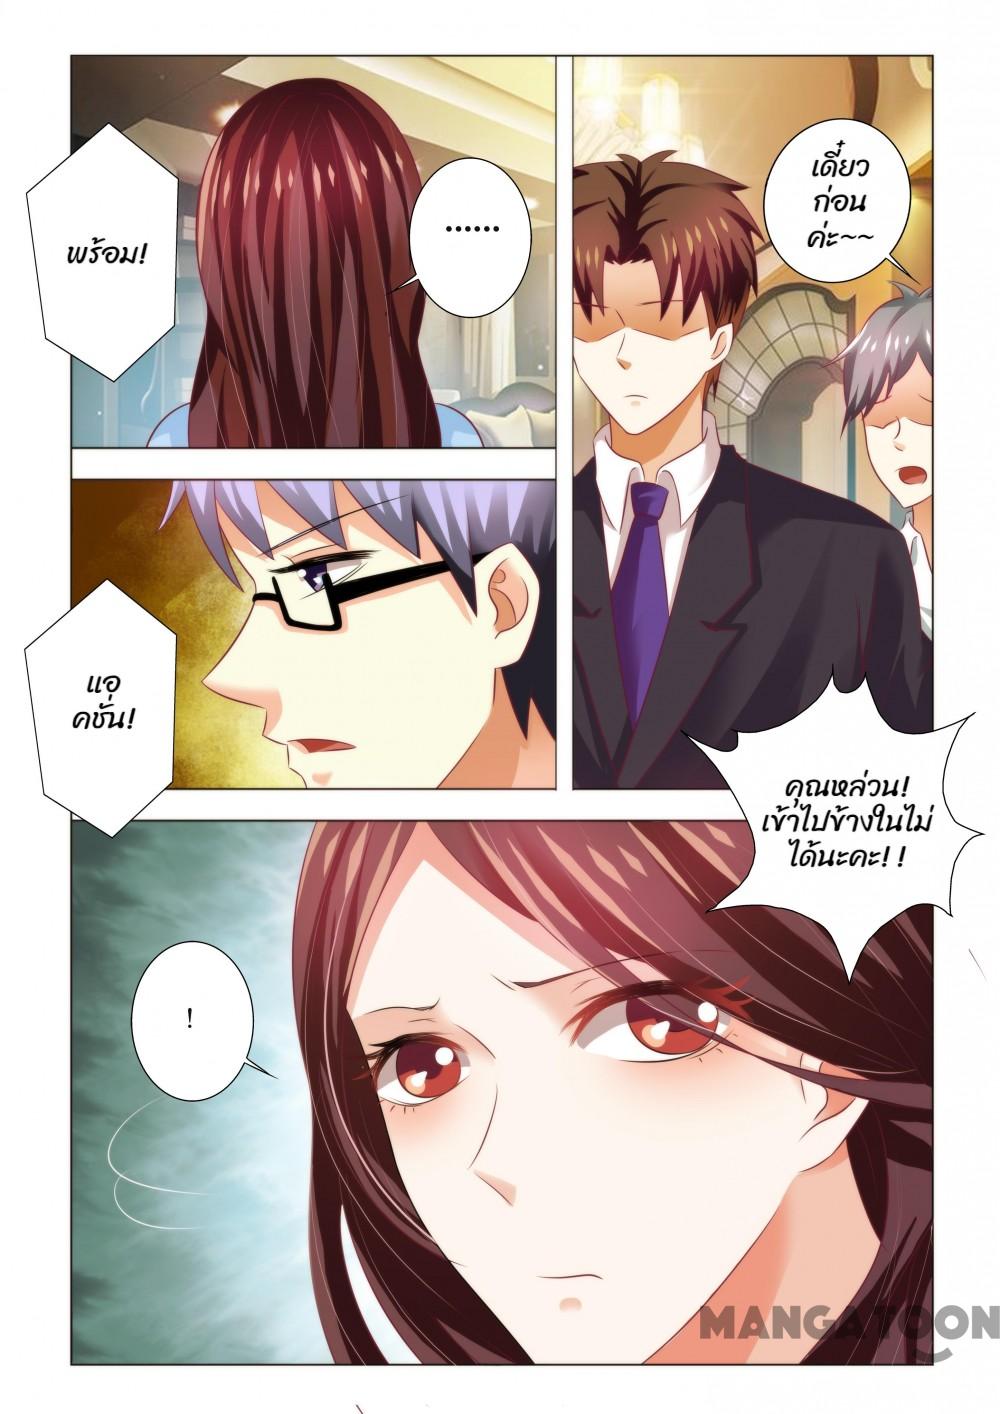 พร้อม!
......
เดี๋ยว
ก่อน
ค่ะ~~
แอ
คชั่น!
คุณหล่วน!
เข้าไปข้างในไม่
ได้นะคะ!!
!
MANGATOON